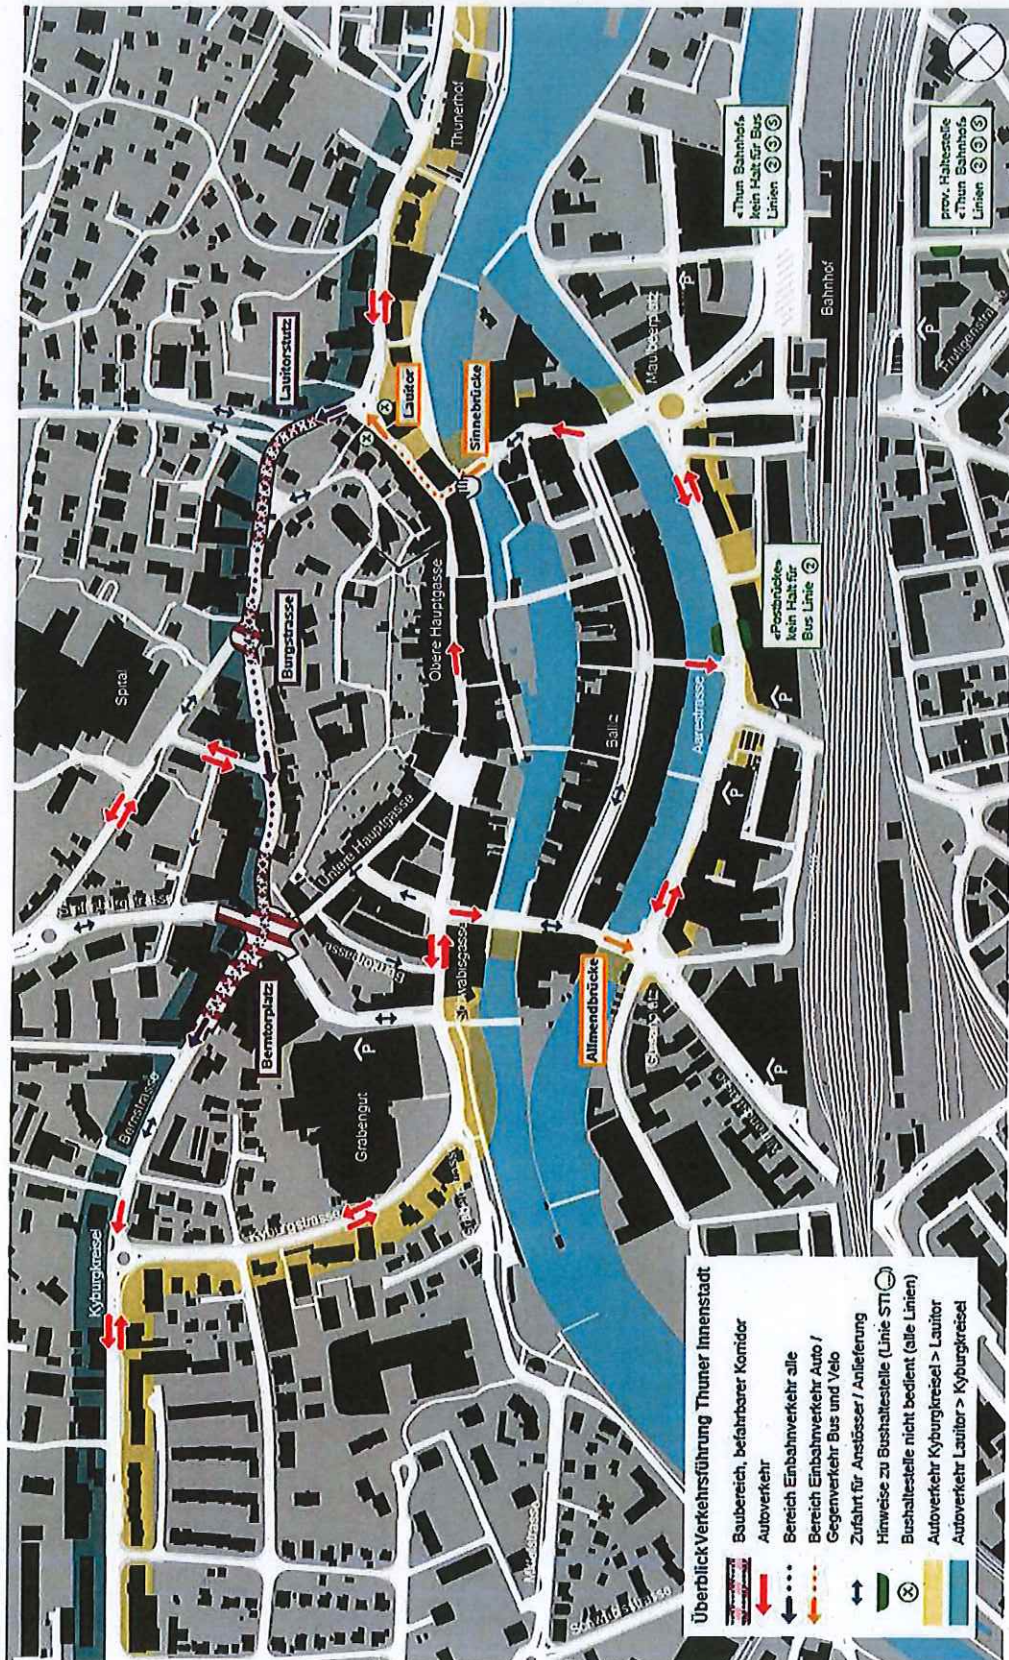 Überblick Verkehrsführung Thuner Innenstadt
Baubereich, befahrbarer Korridor
Autoverkehr
Bereich Einbahnverkehr alle
Bereich Einbahnverkehr Auto /
Gegenverkehr Bus und Velo
Zufahrt für Anstösser / Anlieferung
Hinweise zu Bushaltestelle (Linie STI
Bushaltestelle nicht bedient (alle Linien)
Autoverkehr Kyburgkreisel > Lauitor
Autoverkehr Lauitor > Kyburgkreisel
Kyburgkreisel
Bernstrasse
Kyburgstrasse
Grabengut
P
Berntorplatz
Burgstrasse
Lauitorstutz
Spital
Untere Hauptgasse
Obere Hauptgasse
Lauitor
Sinnebrücke
Thunerhof
Allmendbrücke
Bälliz
Aarestrasse
Maulbeerplatz
Bahnhof
Frutigenstrasse
P
P
P
P
P
«Postbrücke»
kein Halt für
Bus Linie 2
«Thun Bahnhof»
kein Halt für Bus
Linien 2 3 5
prov. Haltestelle
«Thun Bahnhof»
Linien 2 3 5